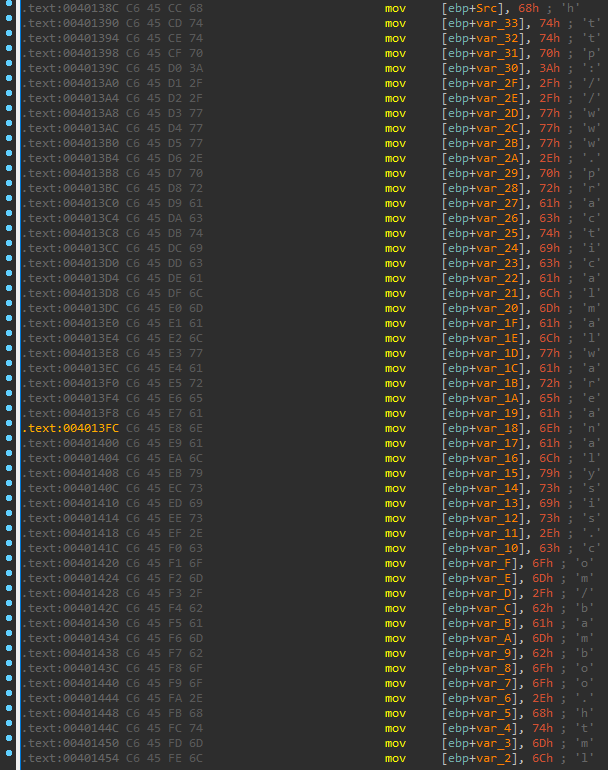 .text:0040138C C6 45 CC 68 mov [ebp+Src], 68h ; 'h'
.text:00401390 C6 45 CD 74 mov [ebp+var_33], 74h ; 't'
.text:00401394 C6 45 CE 74 mov [ebp+var_32], 74h ; 't'
.text:00401398 C6 45 CF 70 mov [ebp+var_31], 70h ; 'p'
.text:0040139C C6 45 D0 3A mov [ebp+var_30], 3Ah ; ':'
.text:004013A0 C6 45 D1 2F mov [ebp+var_2F], 2Fh ; '/'
.text:004013A4 C6 45 D2 2F mov [ebp+var_2E], 2Fh ; '/'
.text:004013A8 C6 45 D3 77 mov [ebp+var_2D], 77h ; 'w'
.text:004013AC C6 45 D4 77 mov [ebp+var_2C], 77h ; 'w'
.text:004013B0 C6 45 D5 77 mov [ebp+var_2B], 77h ; 'w'
.text:004013B4 C6 45 D6 2E mov [ebp+var_2A], 2Eh ; '.'
.text:004013B8 C6 45 D7 70 mov [ebp+var_29], 70h ; 'p'
.text:004013BC C6 45 D8 72 mov [ebp+var_28], 72h ; 'r'
.text:004013C0 C6 45 D9 61 mov [ebp+var_27], 61h ; 'a'
.text:004013C4 C6 45 DA 63 mov [ebp+var_26], 63h ; 'c'
.text:004013C8 C6 45 DB 74 mov [ebp+var_25], 74h ; 't'
.text:004013CC C6 45 DC 69 mov [ebp+var_24], 69h ; 'i'
.text:004013D0 C6 45 DD 63 mov [ebp+var_23], 63h ; 'c'
.text:004013D4 C6 45 DE 61 mov [ebp+var_22], 61h ; 'a'
.text:004013D8 C6 45 DF 6C mov [ebp+var_21], 6Ch ; 'l'
.text:004013DC C6 45 E0 6D mov [ebp+var_20], 6Dh ; 'm'
.text:004013E0 C6 45 E1 61 mov [ebp+var_1F], 61h ; 'a'
.text:004013E4 C6 45 E2 6C mov [ebp+var_1E], 6Ch ; 'l'
.text:004013E8 C6 45 E3 77 mov [ebp+var_1D], 77h ; 'w'
.text:004013EC C6 45 E4 61 mov [ebp+var_1C], 61h ; 'a'
.text:004013F0 C6 45 E5 72 mov [ebp+var_1B], 72h ; 'r'
.text:004013F4 C6 45 E6 65 mov [ebp+var_1A], 65h ; 'e'
.text:004013F8 C6 45 E7 61 mov [ebp+var_19], 61h ; 'a'
.text:004013FC C6 45 E8 6E mov [ebp+var_18], 6Eh ; 'n'
.text:00401400 C6 45 E9 61 mov [ebp+var_17], 61h ; 'a'
.text:00401404 C6 45 EA 6C mov [ebp+var_16], 6Ch ; 'l'
.text:00401408 C6 45 EB 79 mov [ebp+var_15], 79h ; 'y'
.text:0040140C C6 45 EC 73 mov [ebp+var_14], 73h ; 's'
.text:00401410 C6 45 ED 69 mov [ebp+var_13], 69h ; 'i'
.text:00401414 C6 45 EE 73 mov [ebp+var_12], 73h ; 's'
.text:00401418 C6 45 EF 2E mov [ebp+var_11], 2Eh ; '.'
.text:0040141C C6 45 F0 63 mov [ebp+var_10], 63h ; 'c'
.text:00401420 C6 45 F1 6F mov [ebp+var_F], 6Fh ; 'o'
.text:00401424 C6 45 F2 6D mov [ebp+var_E], 6Dh ; 'm'
.text:00401428 C6 45 F3 2F mov [ebp+var_D], 2Fh ; '/'
.text:0040142C C6 45 F4 62 mov [ebp+var_C], 62h ; 'b'
.text:00401430 C6 45 F5 61 mov [ebp+var_B], 61h ; 'a'
.text:00401434 C6 45 F6 6D mov [ebp+var_A], 6Dh ; 'm'
.text:00401438 C6 45 F7 62 mov [ebp+var_9], 62h ; 'b'
.text:0040143C C6 45 F8 6F mov [ebp+var_8], 6Fh ; 'o'
.text:00401440 C6 45 F9 6F mov [ebp+var_7], 6Fh ; 'o'
.text:00401444 C6 45 FA 2E mov [ebp+var_6], 2Eh ; '.'
.text:00401448 C6 45 FB 68 mov [ebp+var_5], 68h ; 'h'
.text:0040144C C6 45 FC 74 mov [ebp+var_4], 74h ; 't'
.text:00401450 C6 45 FD 6D mov [ebp+var_3], 6Dh ; 'm'
.text:00401454 C6 45 FE 6C mov [ebp+var_2], 6Ch ; 'l'